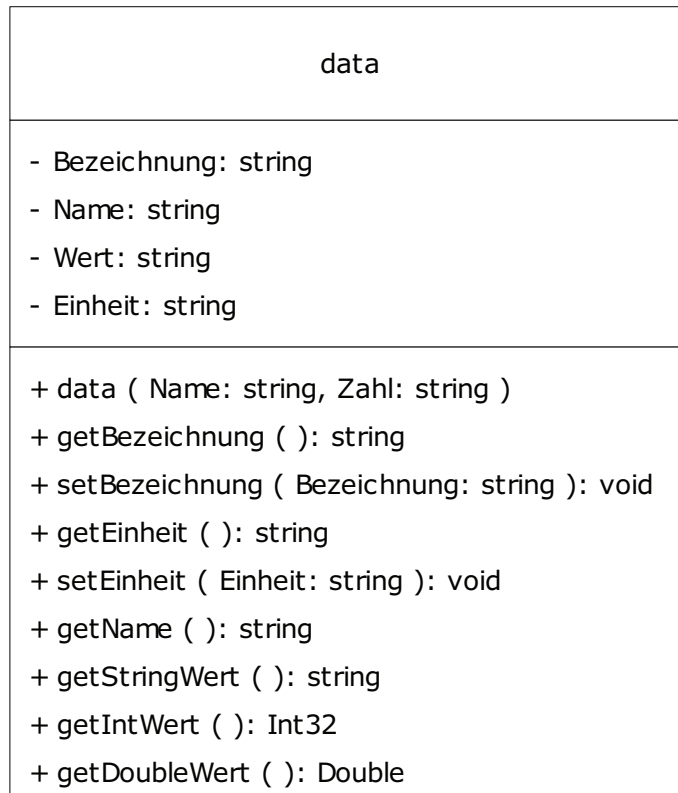 data
- Bezeichnung: string
- Name: string
- Wert: string
- Einheit: string
+ data ( Name: string, Zahl: string )
+ getBezeichnung ( ): string
+ setBezeichnung ( Bezeichnung: string ): void
+ getEinheit ( ): string
+ setEinheit ( Einheit: string ): void
+ getName ( ): string
+ getStringWert ( ): string
+ getIntWert ( ): Int32
+ getDoubleWert ( ): Double